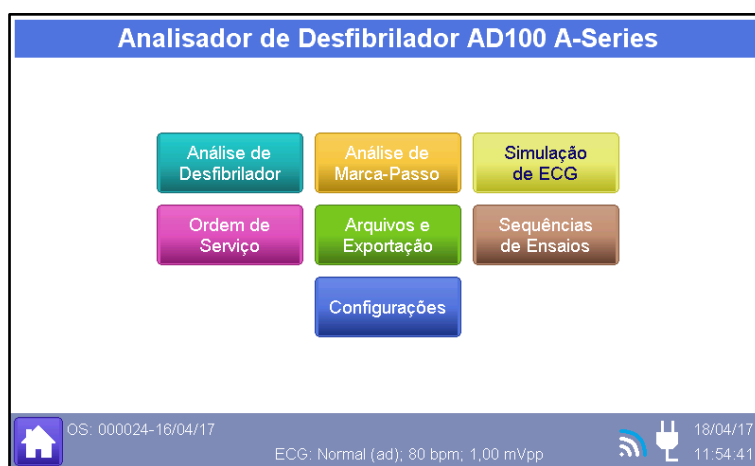 Analisador de Desfibrilador AD100 A-Series
Análise de
Desfibrilador
Análise de
Marca-Passo
Simulação
de ECG
Ordem de
Serviço
Arquivos e
Exportação
Sequências
de Ensaios
Configurações
OS: 000024-16/04/17
ECG: Normal (ad); 80 bpm; 1,00 mVpp
18/04/17
11:54:41